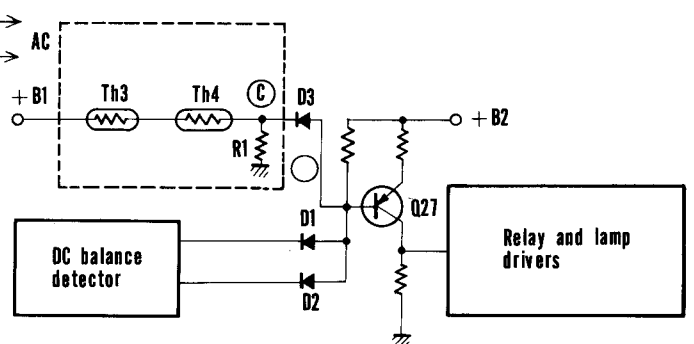 AC
+ B1
Th3
Th4
C
D3
R1
+ B2
Q27
D1
D2
DC balance
detector
Relay and lamp
drivers